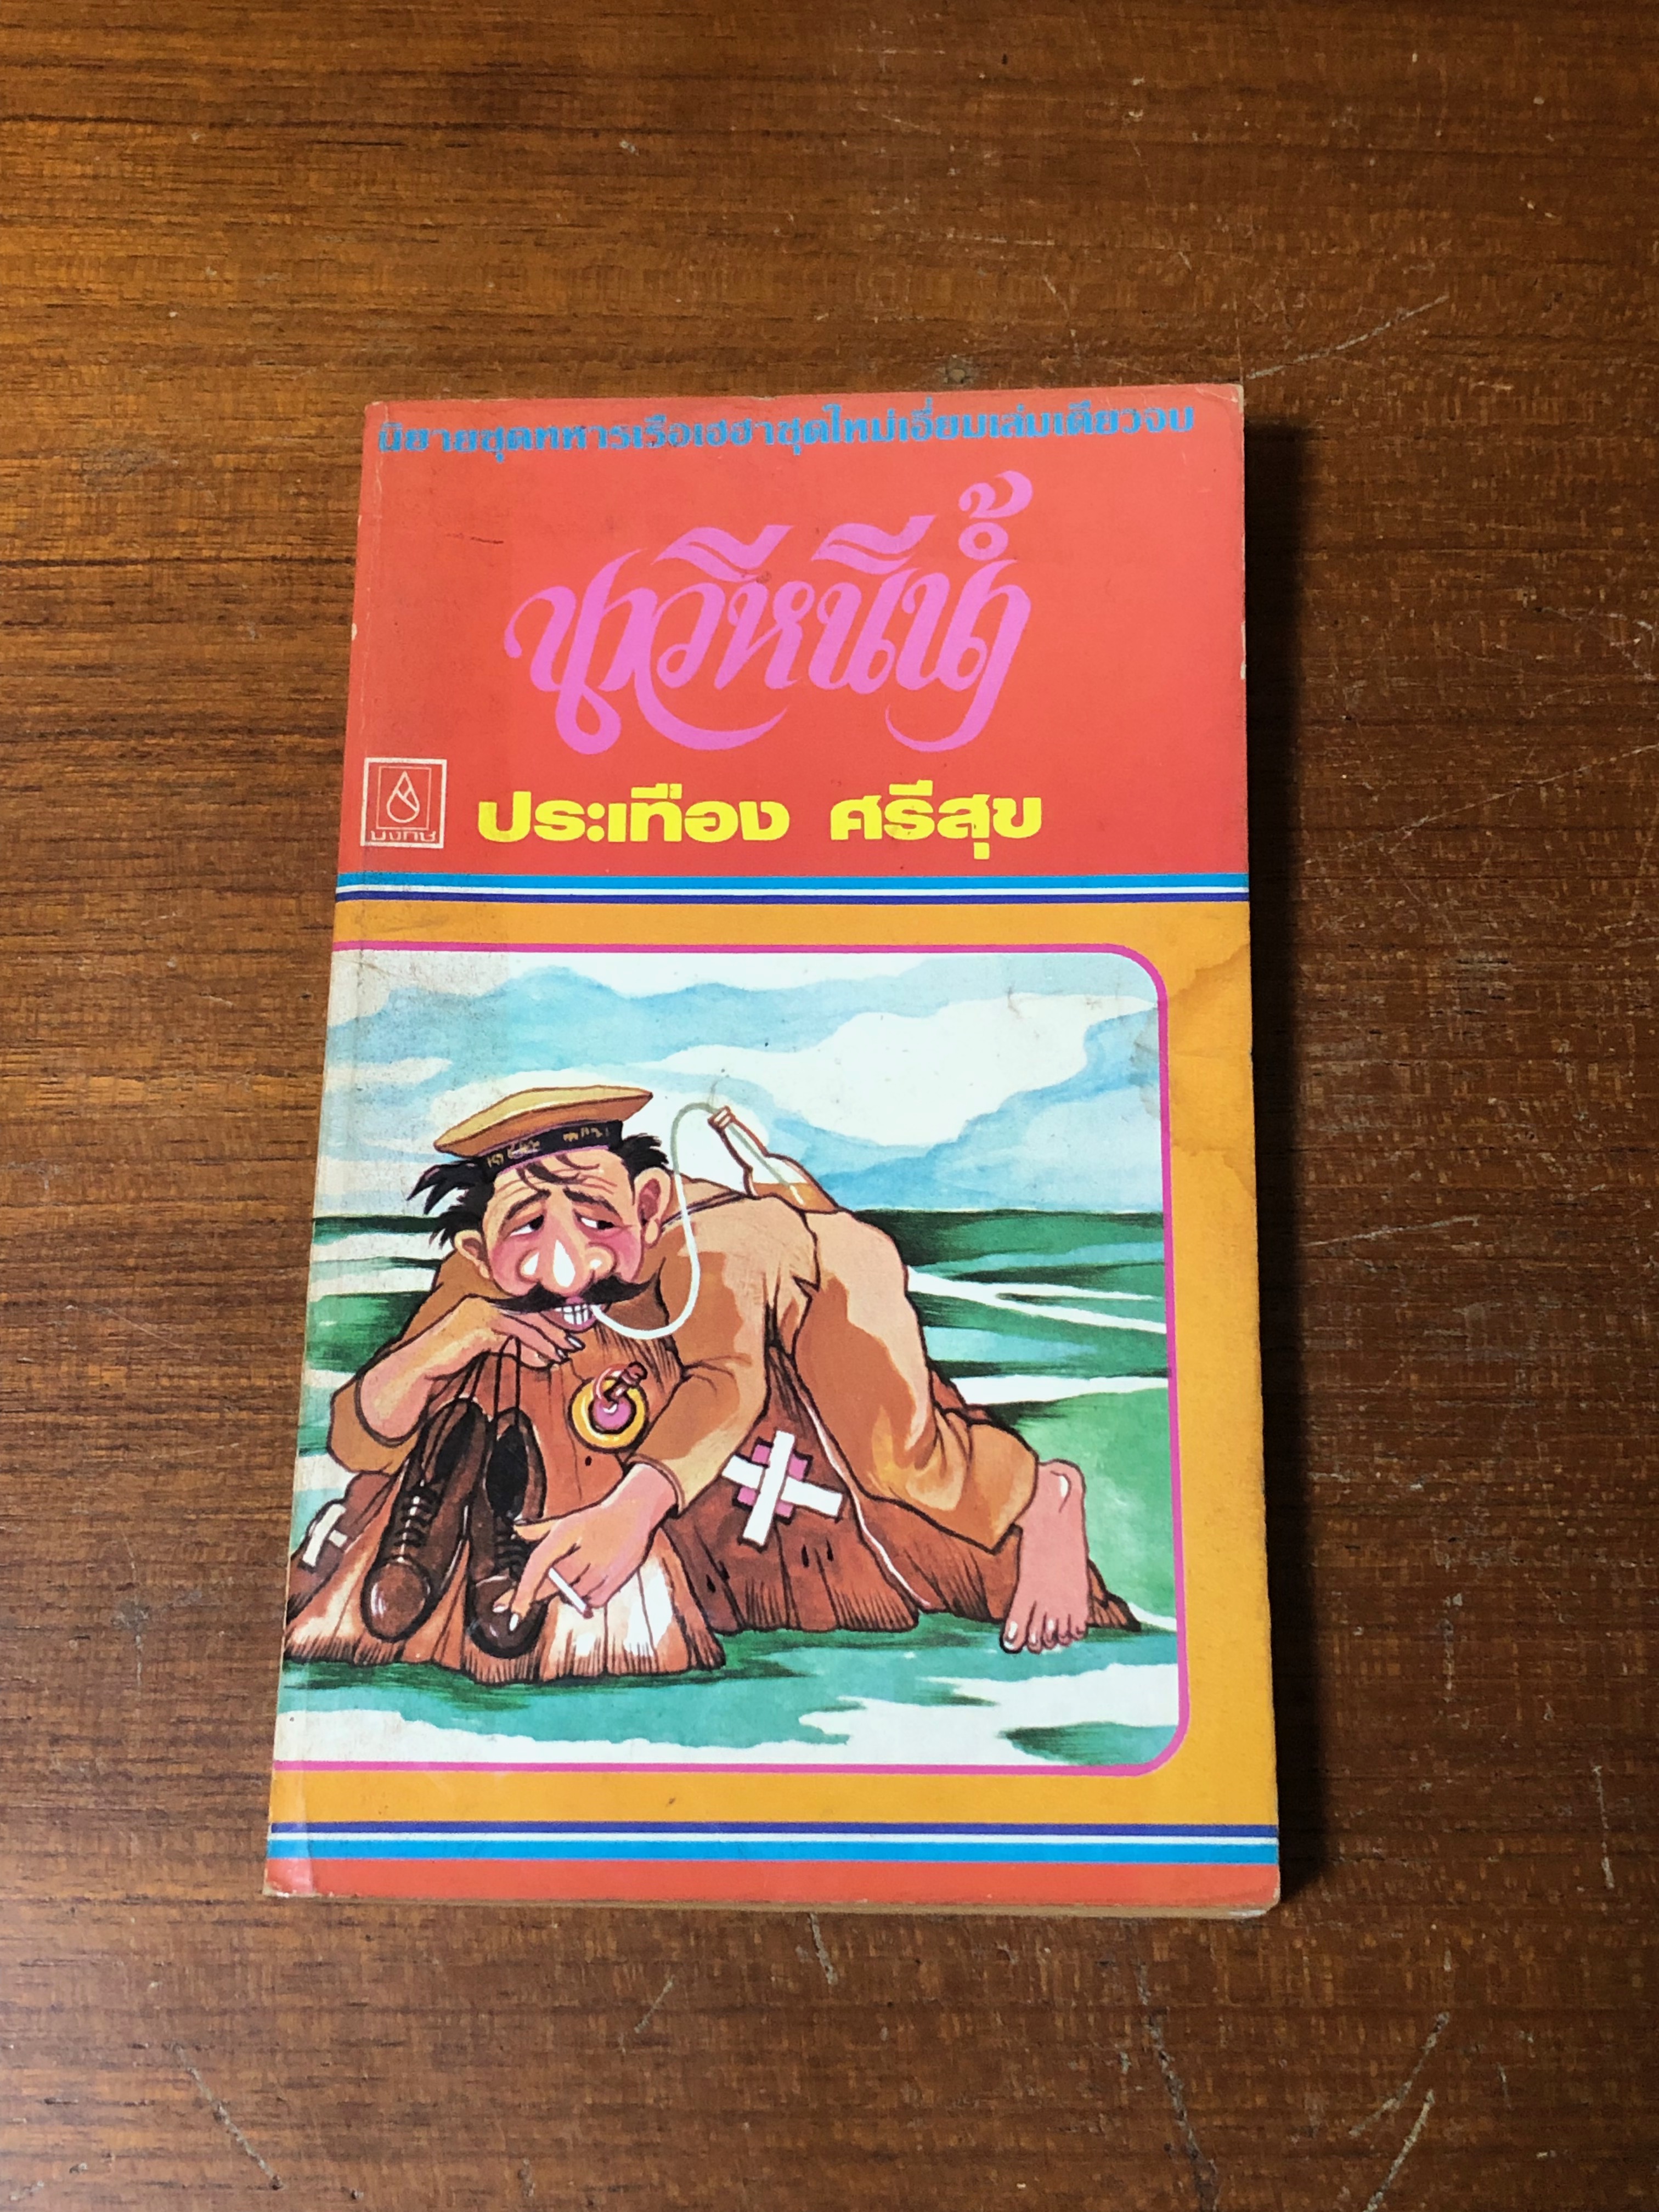 นิยายชุดทหารเรือเฮฮาชุดใหม่เอี่ยมเล่มเดียวจบ
นาวีหนีน้ำ
บงกช
ประเทือง ศรีสุข